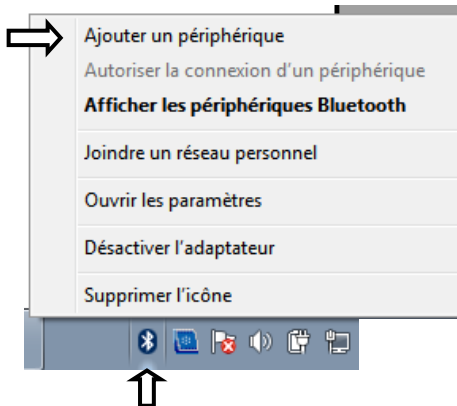 Ajouter un périphérique
Autoriser la connexion d'un périphérique
Afficher les périphériques Bluetooth
Joindre un réseau personnel
Ouvrir les paramètres
Désactiver l'adaptateur
Supprimer l'icône